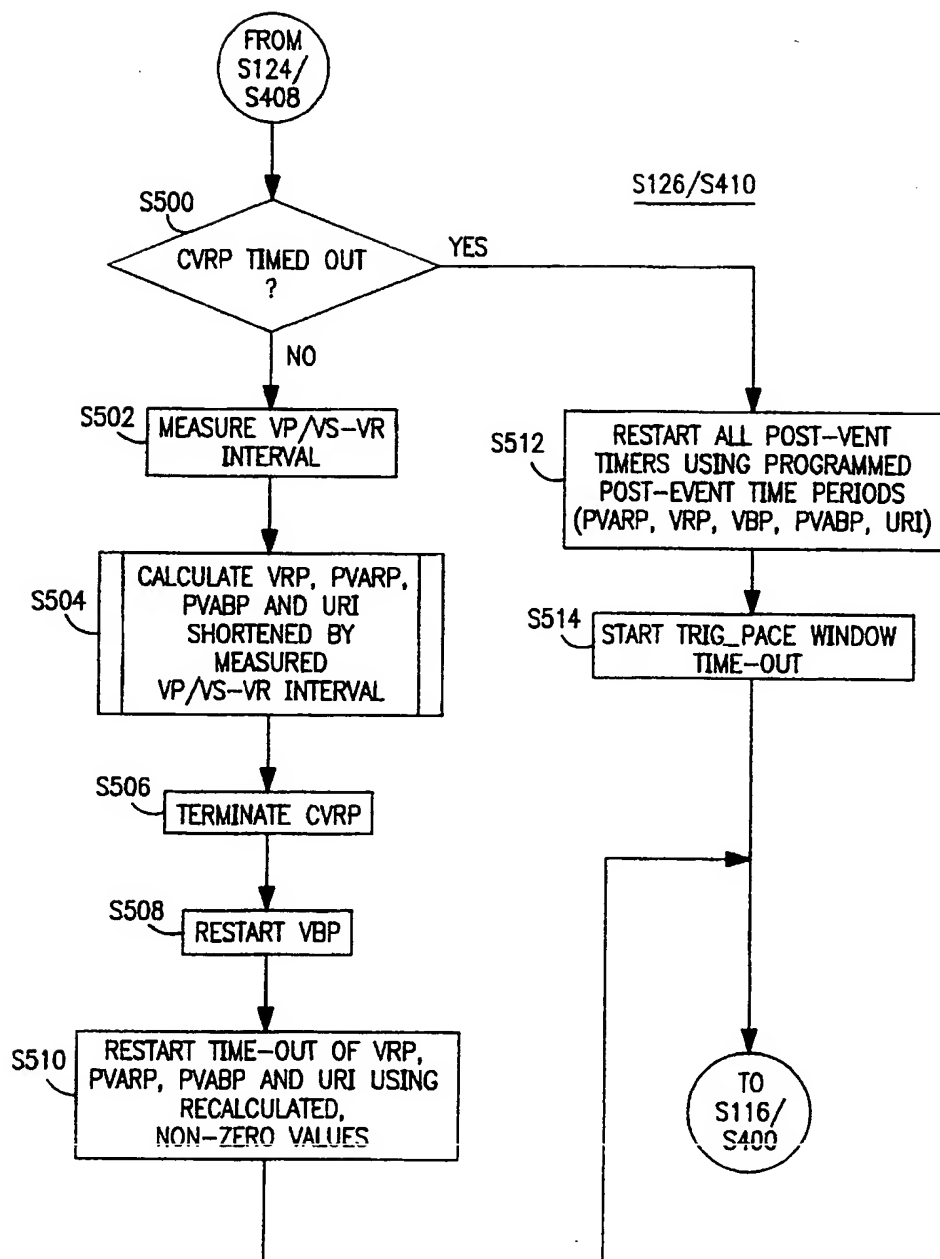 FROM
S124/
S408
S126/S410
S500
CVRP TIMED OUT
?
YES
NO
S502
MEASURE VP/VS-VR
INTERVAL
S504
CALCULATE VRP, PVARP,
PVABP AND URI
SHORTENED BY
MEASURED
VP/VS-VR INTERVAL
S506
TERMINATE CVRP
S508
RESTART VBP
S510
RESTART TIME-OUT OF VRP,
PVARP, PVABP AND URI USING
RECALCULATED,
NON-ZERO VALUES
S512
RESTART ALL POST-VENT
TIMERS USING PROGRAMMED
POST-EVENT TIME PERIODS
(PVARP, VRP, VBP, PVABP, URI)
S514
START TRIG_PACE WINDOW
TIME-OUT
TO
S116/
S400